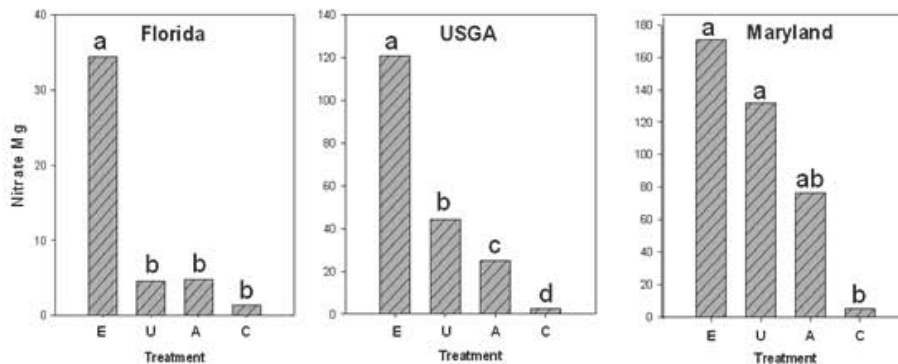 Florida
USGA
Maryland
Nitrate Mg
40
30
20
10
0
a
b
b
b
E U A C
Treatment
140
120
100
80
60
40
20
0
a
b
c
d
E U A C
Treatment
180
160
140
120
100
80
60
40
20
0
a
a
ab
b
E U A C
Treatment